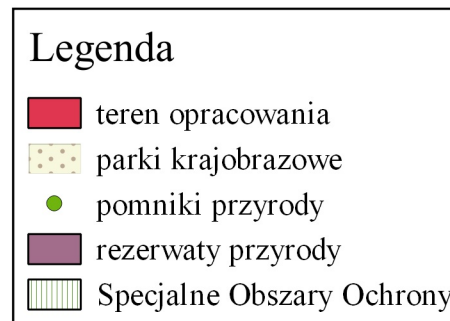 Legenda
teren opracowania
parki krajobrazowe
pomniki przyrody
rezerwaty przyrody
Specjalne Obszary Ochrony